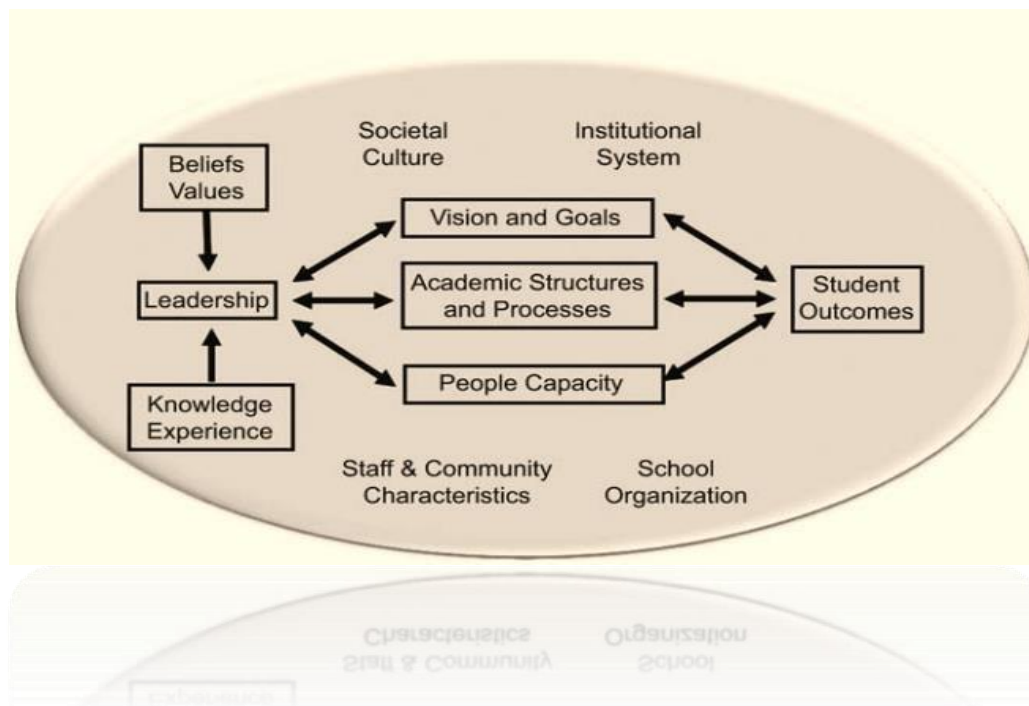 Societal
Culture
Institutional
System
Beliefs
Values
Vision and Goals
Leadership
Academic Structures
and Processes
Student
Outcomes
People Capacity
Knowledge
Experience
Staff & Community
Characteristics
School
Organization